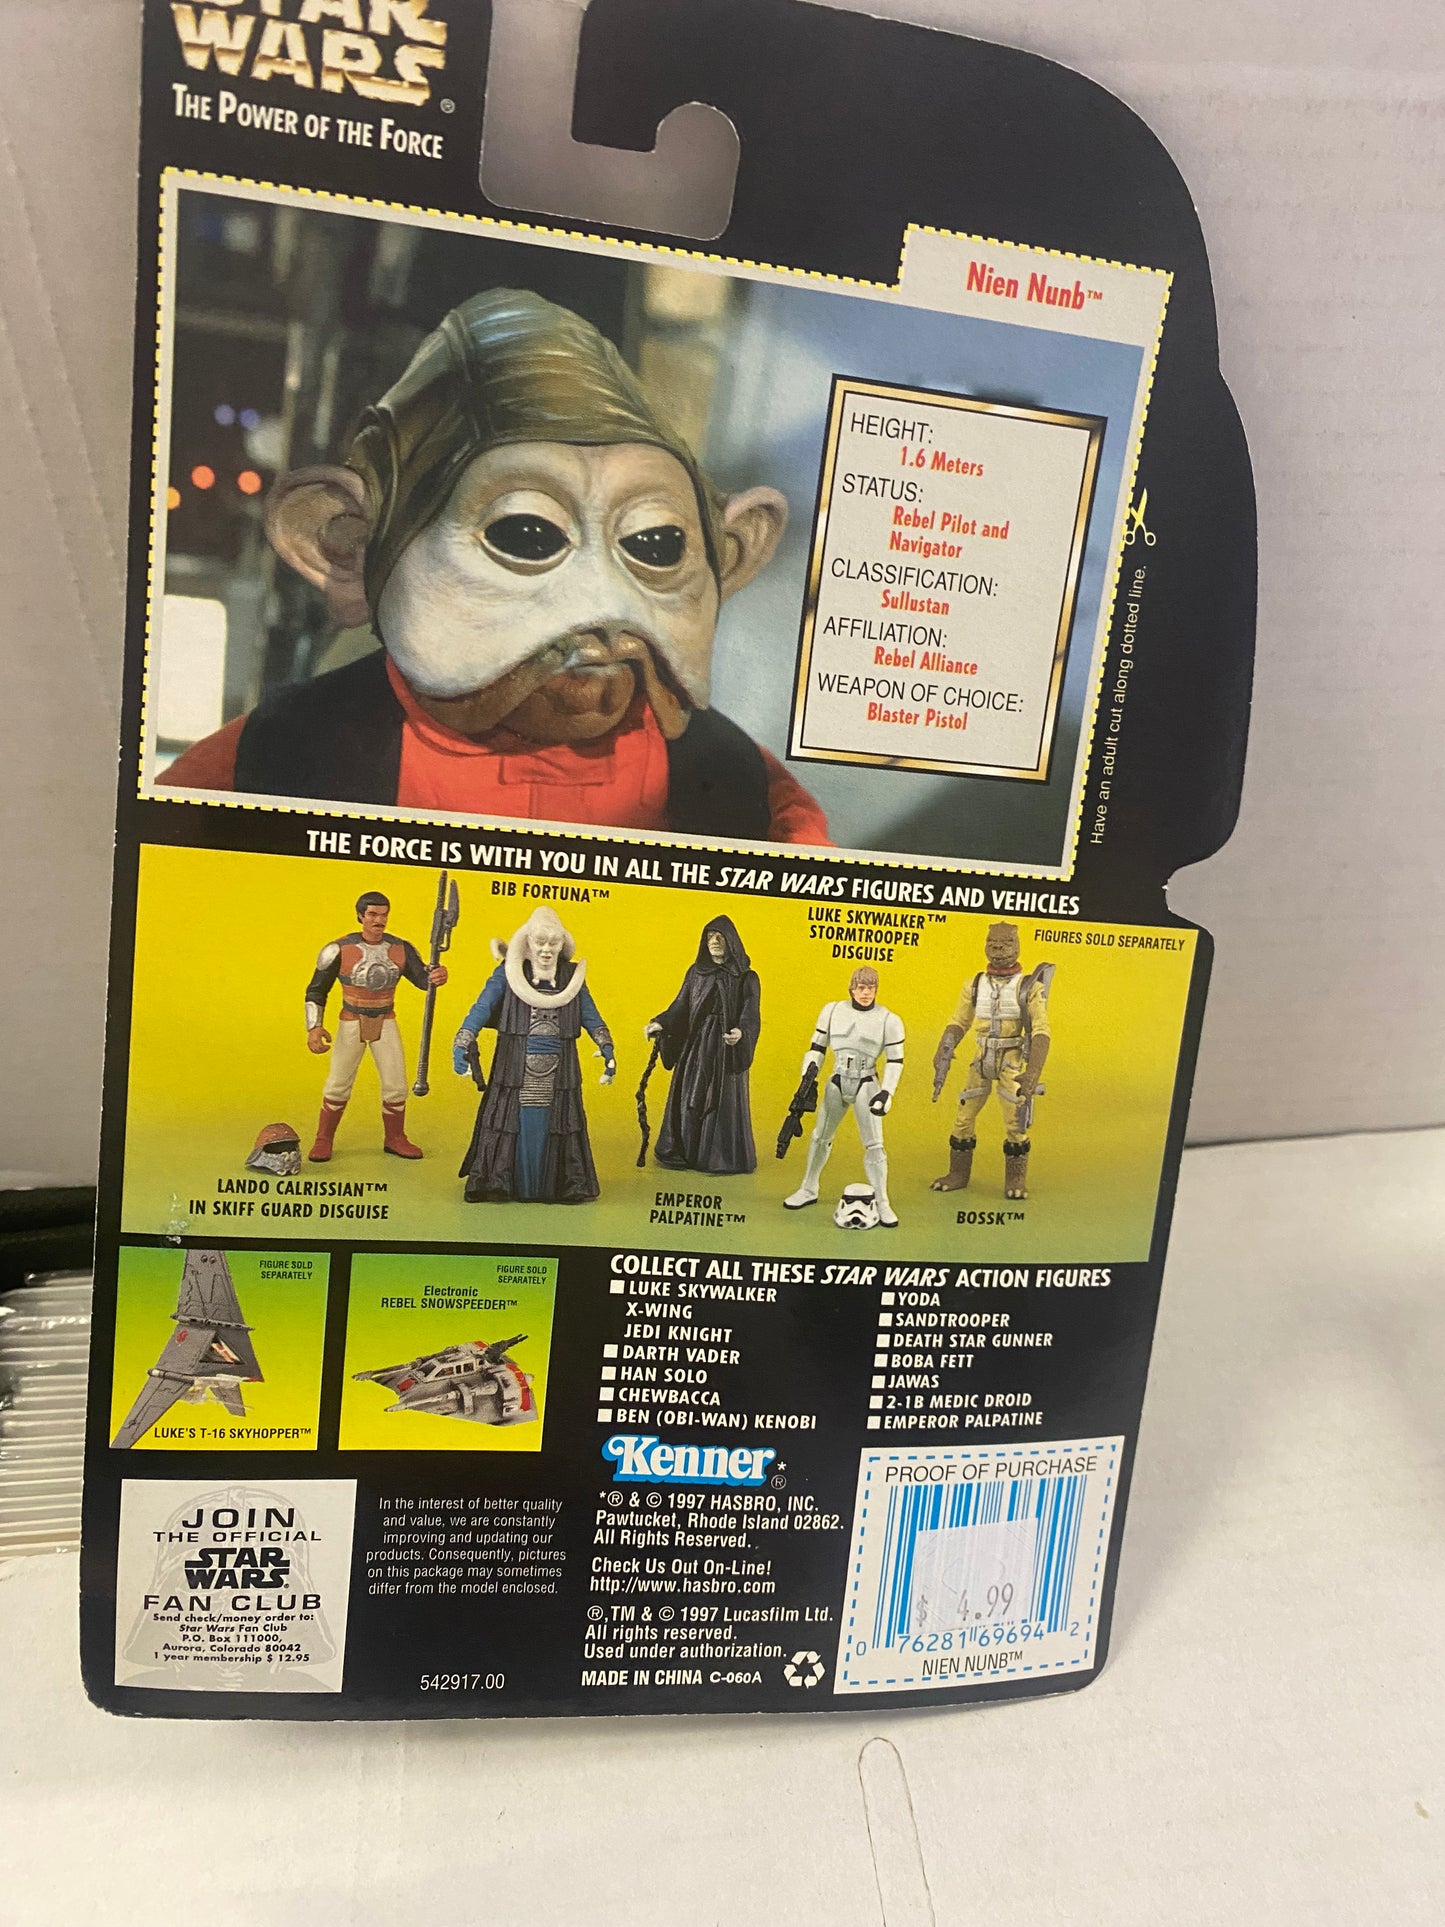 STAR
WARS®
THE POWER OF THE FORCE
Nien Nunb™
HEIGHT:
1.6 Meters
STATUS:
Rebel Pilot and
Navigator
CLASSIFICATION:
Sullustan
AFFILIATION:
Rebel Alliance
WEAPON OF CHOICE:
Blaster Pistol
Have an adult cut along dotted line.
THE FORCE IS WITH YOU IN ALL THE STAR WARS FIGURES AND VEHICLES
BIB FORTUNA™
LUKE SKYWALKER™
STORMTROOPER
DISGUISE
FIGURES SOLD SEPARATELY
LANDO CALRISSIAN™
IN SKIFF GUARD DISGUISE
EMPEROR
PALPATINE™
BOSSK™
FIGURE SOLD
SEPARATELY
LUKE'S T-16 SKYHOPPER™
FIGURE SOLD
SEPARATELY
Electronic
REBEL SNOWSPEEDER™
COLLECT ALL THESE STAR WARS ACTION FIGURES
LUKE SKYWALKER
X-WING
JEDI KNIGHT
DARTH VADER
HAN SOLO
CHEWBACCA
BEN (OBI-WAN) KENOBI
YODA
SANDTROOPER
DEATH STAR GUNNER
BOBA FETT
JAWAS
2-1B MEDIC DROID
EMPEROR PALPATINE
JOIN
THE OFFICIAL
STAR
WARS®
FAN CLUB
Send check/money order to:
Star Wars Fan Club
P.O. Box 111000,
Aurora, Colorado 80042
1 year membership $ 12.95
In the interest of better quality
and value, we are constantly
improving and updating our
products. Consequently, pictures
on this package may sometimes
differ from the model enclosed.
542917.00
Kenner*®
*® & © 1997 HASBRO, INC.
Pawtucket, Rhode Island 02862.
All Rights Reserved.
Check Us Out On-Line!
http://www.hasbro.com
®,TM & © 1997 Lucasfilm Ltd.
All rights reserved.
Used under authorization.
MADE IN CHINA C-060A
PROOF OF PURCHASE
$ 4.99
0 76281 69694 2
NIEN NUNB™